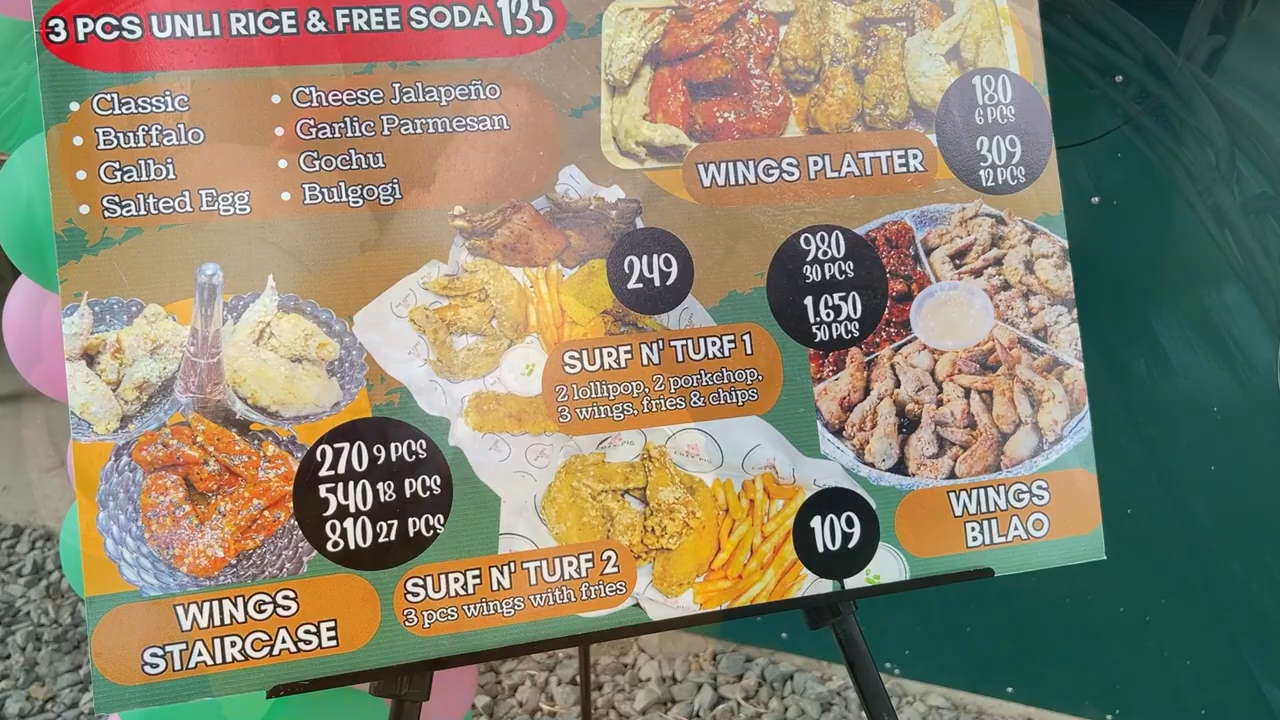 3 PCS UNLI RICE & FREE SODA 135
• Classic
• Buffalo
• Galbi
• Salted Egg
• Cheese Jalapeño
• Garlic Parmesan
• Gochu
• Bulgogi
180
6 PCS
309
12 PCS
WINGS PLATTER
249
SURF N' TURF 1
2 lollipop, 2 porkchop,
3 wings, fries & chips
980
30 PCS
1.650
50 PCS
WINGS
BILAO
270 9 PCS
540 18 PCS
810 27 PCS
WINGS
STAIRCASE
SURF N' TURF 2
3 pcs wings with fries
109